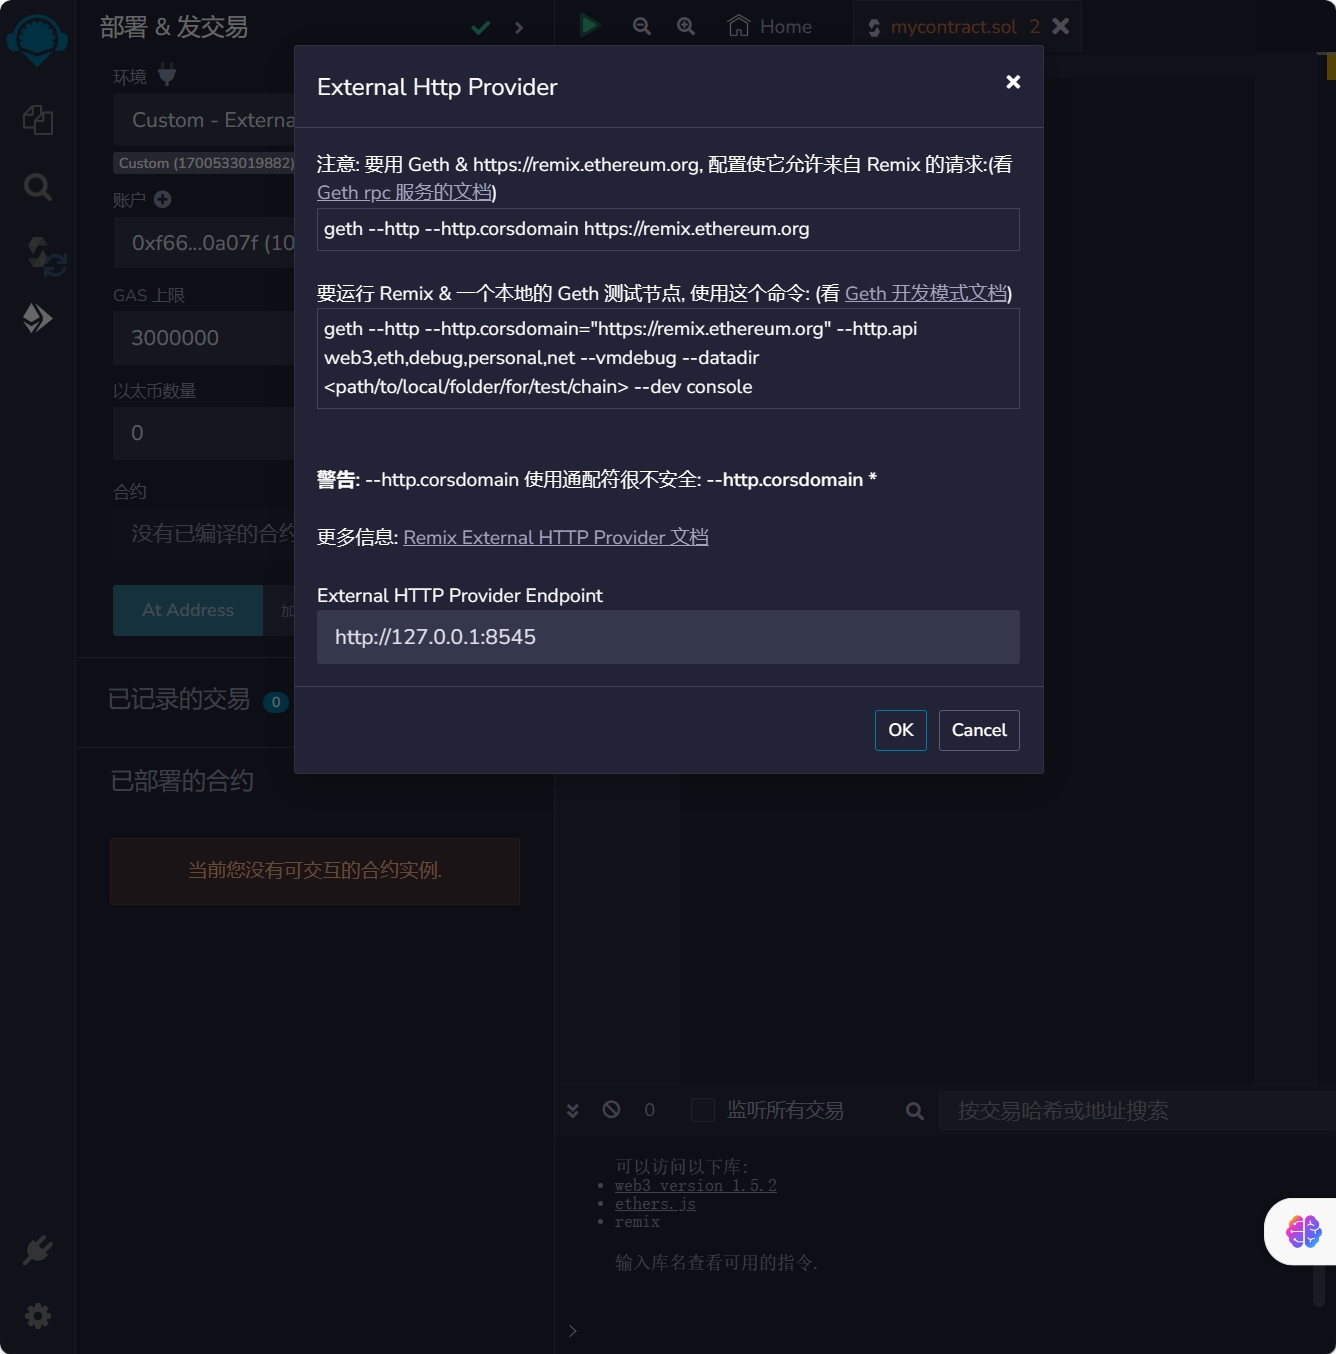 部署 & 发交易
Home
mycontract.sol 2
环境
Custom - Externa
Custom (1700533019882)
账户
0xf66...0a07f (10
GAS 上限
3000000
以太币数量
0
合约
没有已编译的合约
At Address
加
已记录的交易 0
已部署的合约
当前您没有可交互的合约实例.
External Http Provider
注意: 要用 Geth & https://remix.ethereum.org, 配置使它允许来自 Remix 的请求:(看
Geth rpc 服务的文档)
geth --http --http.corsdomain https://remix.ethereum.org
要运行 Remix & 一个本地的 Geth 测试节点, 使用这个命令: (看 Geth 开发模式文档)
geth --http --http.corsdomain="https://remix.ethereum.org" --http.api
web3,eth,debug,personal,net --vmdebug --datadir
<path/to/local/folder/for/test/chain> --dev console
警告: --http.corsdomain 使用通配符很不安全: --http.corsdomain *
更多信息: Remix External HTTP Provider 文档
External HTTP Provider Endpoint
http://127.0.0.1:8545
OK
Cancel
0
监听所有交易
按交易哈希或地址搜索
可以访问以下库:
• web3 version 1.5.2
• ethers.js
• remix
输入库名查看可用的指令.
>